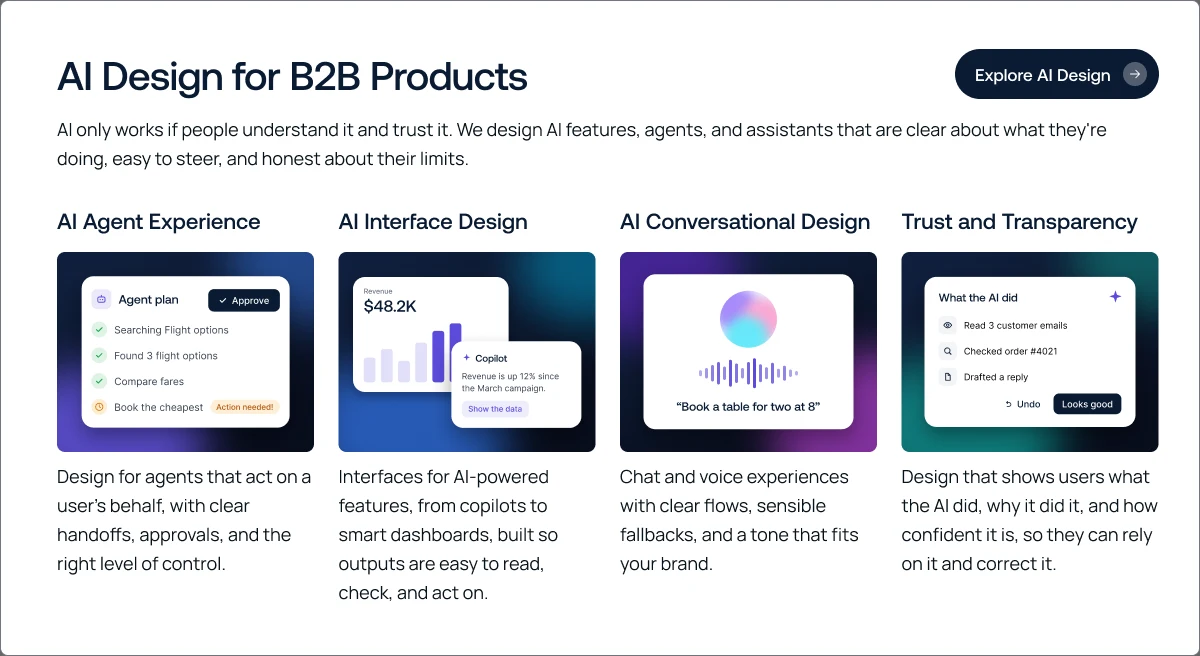 AI Design for B2B Products
Explore AI Design
AI only works if people understand it and trust it. We design AI features, agents, and assistants that are clear about what they're
doing, easy to steer, and honest about their limits.
AI Agent Experience
Agent plan
Approve
Searching Flight options
Found 3 flight options
Compare fares
Book the cheapest
Action needed!
Design for agents that act on a
user's behalf, with clear
handoffs, approvals, and the
right level of control.
AI Interface Design
Revenue
$48.2K
Copilot
Revenue is up 12% since
the March campaign.
Show the data
Interfaces for AI-powered
features, from copilots to
smart dashboards, built so
outputs are easy to read,
check, and act on.
AI Conversational Design
“Book a table for two at 8”
Chat and voice experiences
with clear flows, sensible
fallbacks, and a tone that fits
your brand.
Trust and Transparency
What the AI did
Read 3 customer emails
Checked order #4021
Drafted a reply
Undo
Looks good
Design that shows users what
the AI did, why it did it, and how
confident it is, so they can rely
on it and correct it.